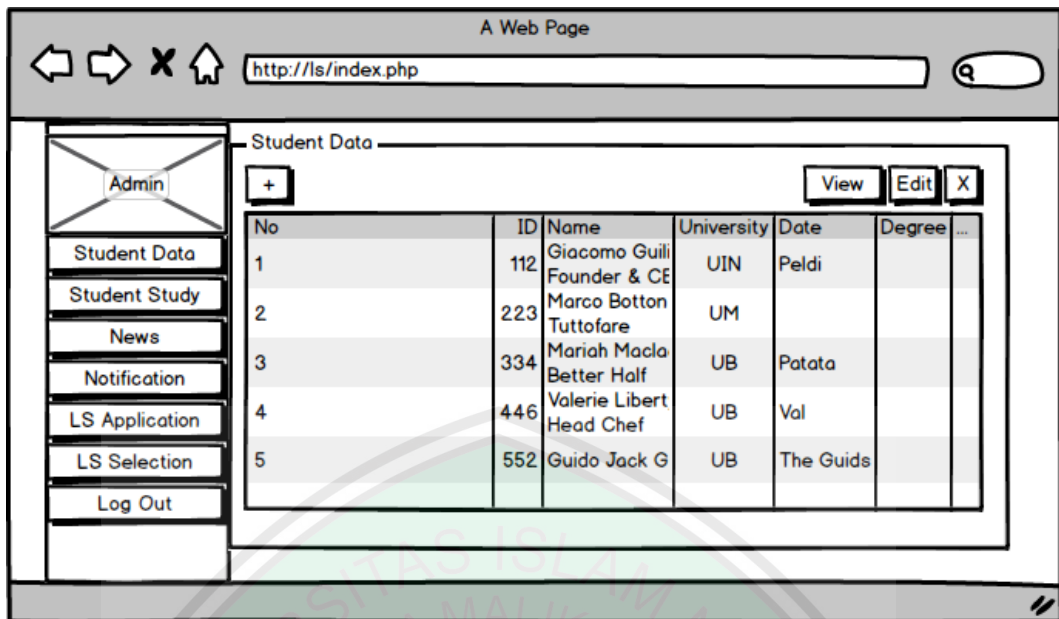 A Web Page
http://ls/index.php
Admin
Student Data
Student Study
News
Notification
LS Application
LS Selection
Log Out
Student Data
+ View Edit X
No ID Name University Date Degree ...
1 112 Giacomo Guili Founder & CE UIN Peldi
2 223 Marco Botton Tuttofare UM
3 334 Mariah Macla Better Half UB Patata
4 446 Valerie Libert Head Chef UB Val
5 552 Guido Jack G UB The Guids
SITAS ISLAM
MALIK